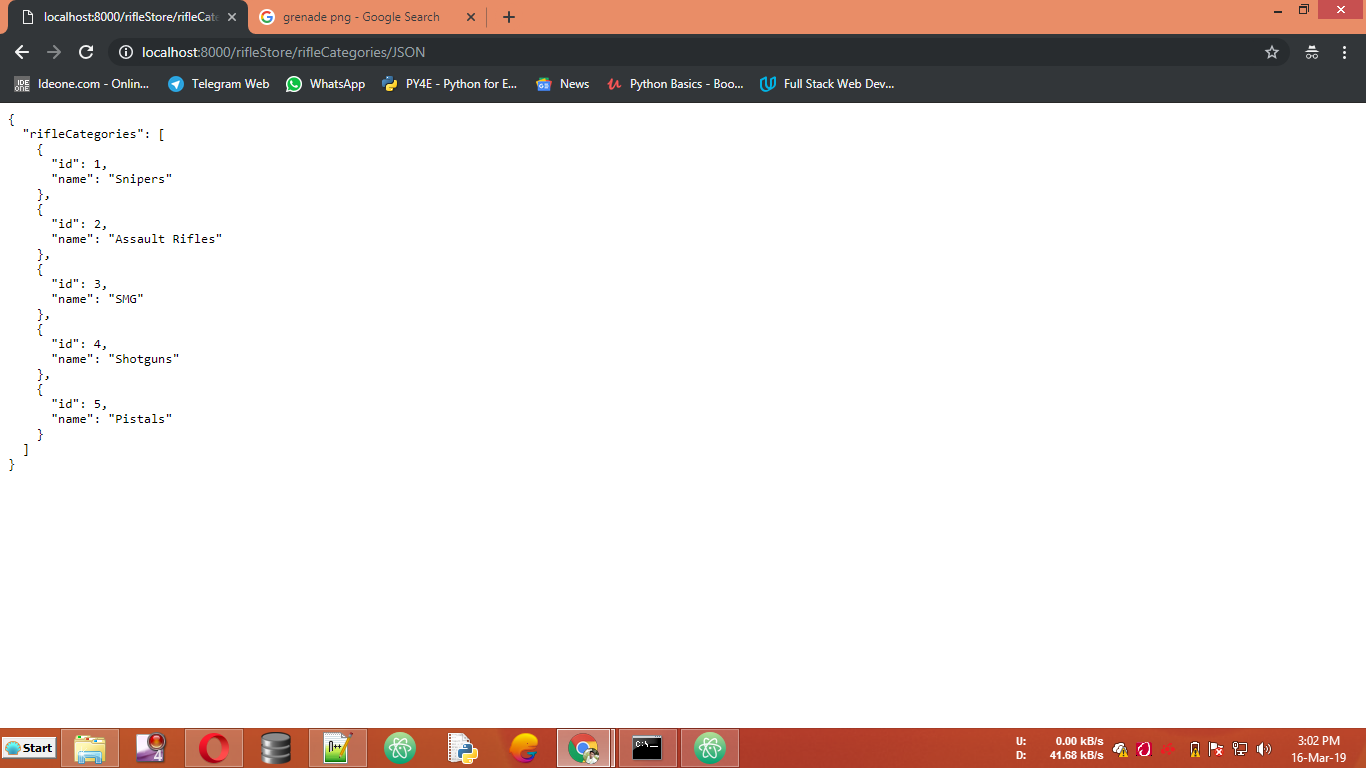 localhost:8000/rifleStore/rifleCate
grenade png - Google Search
localhost:8000/rifleStore/rifleCategories/JSON
Ideone.com - Onlin...
Telegram Web
WhatsApp
PY4E - Python for E...
News
Python Basics - Boo...
Full Stack Web Dev...
{
"rifleCategories": [
{
"id": 1,
"name": "Snipers"
},
{
"id": 2,
"name": "Assault Rifles"
},
{
"id": 3,
"name": "SMG"
},
{
"id": 4,
"name": "Shotguns"
},
{
"id": 5,
"name": "Pistals"
}
]
}
Start
U: 0.00 kB/s
D: 41.68 kB/s
3:02 PM
16-Mar-19